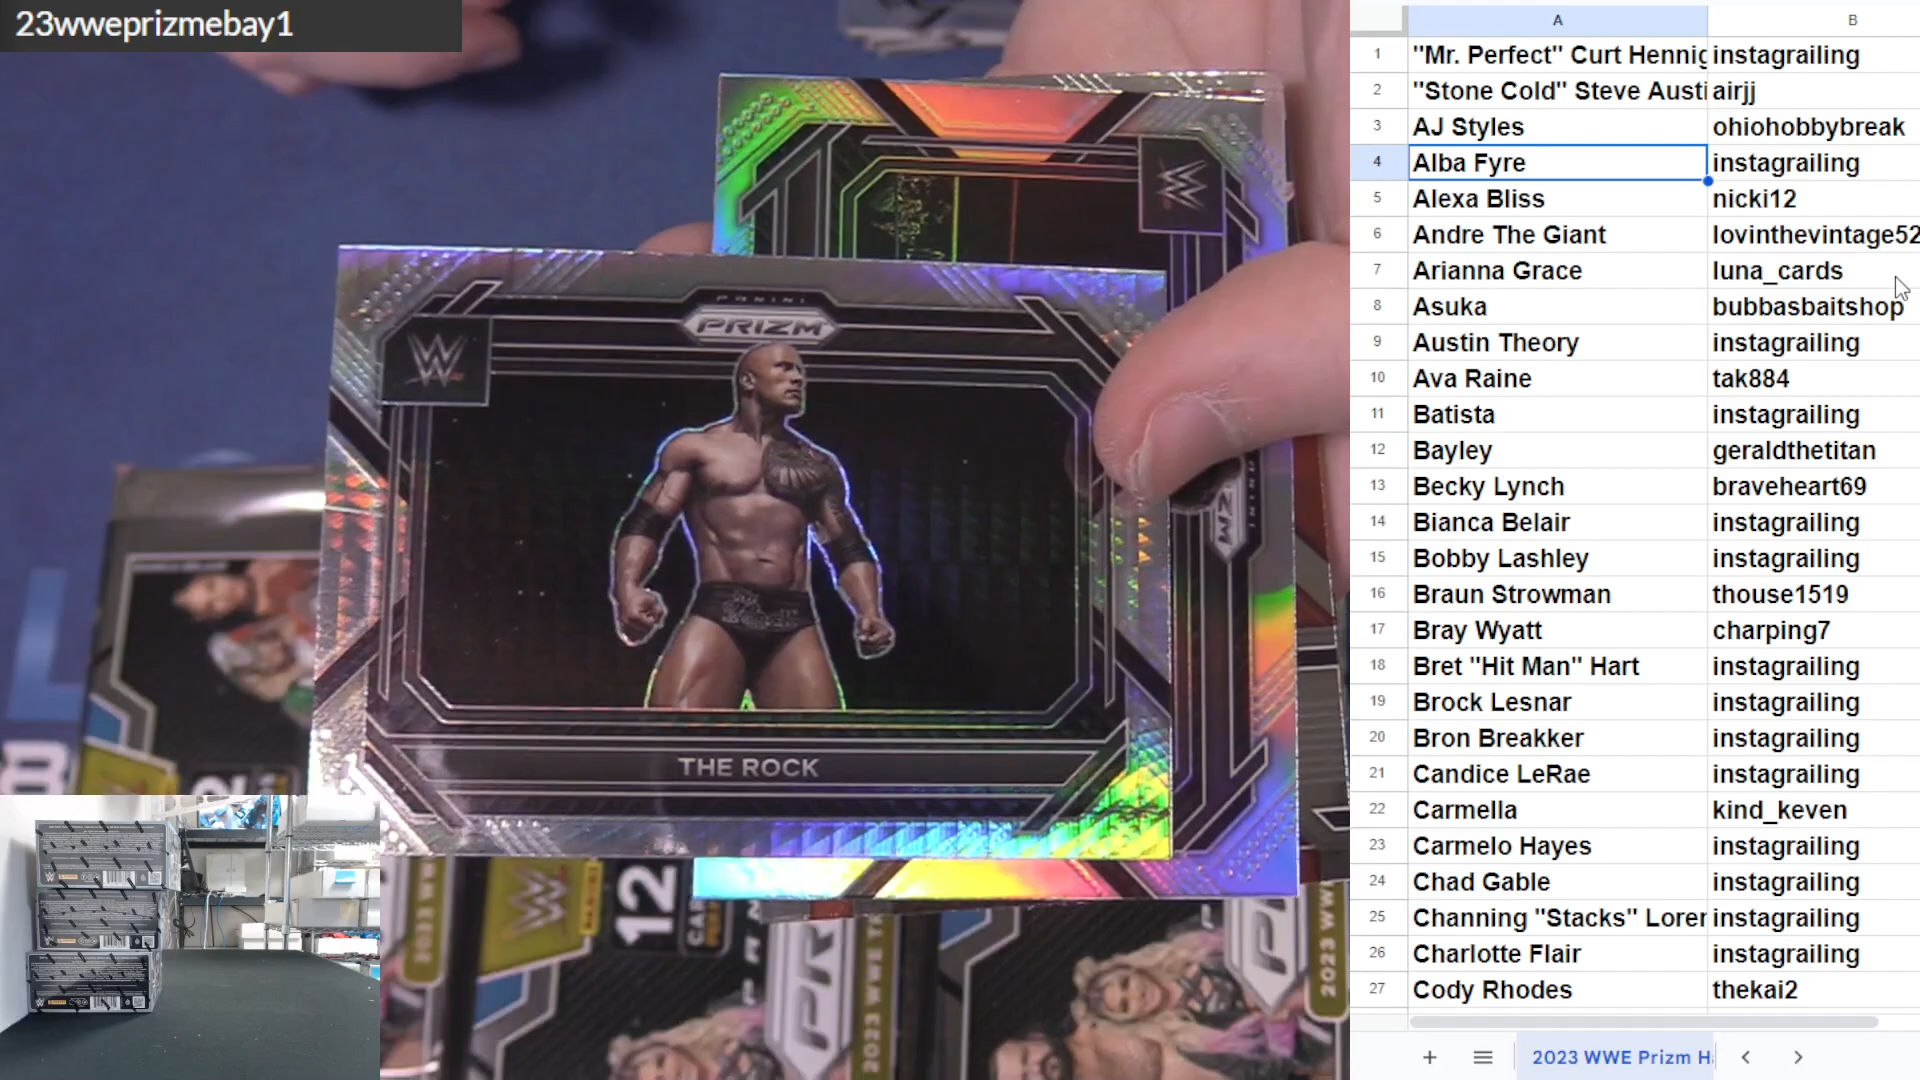 23wweprizmebay1
PANINI
PRIZM
W
THE ROCK
12
2023 WWE
A B
1 "Mr. Perfect" Curt Hennig instagrailing
2 "Stone Cold" Steve Austi airjj
3 AJ Styles ohiohobbybreak
4 Alba Fyre instagrailing
5 Alexa Bliss nicki12
6 Andre The Giant lovinthevintage52
7 Arianna Grace luna_cards
8 Asuka bubbasbaitshop
9 Austin Theory instagrailing
10 Ava Raine tak884
11 Batista instagrailing
12 Bayley geraldthetitan
13 Becky Lynch braveheart69
14 Bianca Belair instagrailing
15 Bobby Lashley instagrailing
16 Braun Strowman thouse1519
17 Bray Wyatt charping7
18 Bret "Hit Man" Hart instagrailing
19 Brock Lesnar instagrailing
20 Bron Breakker instagrailing
21 Candice LeRae instagrailing
22 Carmella kind_keven
23 Carmelo Hayes instagrailing
24 Chad Gable instagrailing
25 Channing "Stacks" Lorer instagrailing
26 Charlotte Flair instagrailing
27 Cody Rhodes thekai2
2023 WWE Prizm H